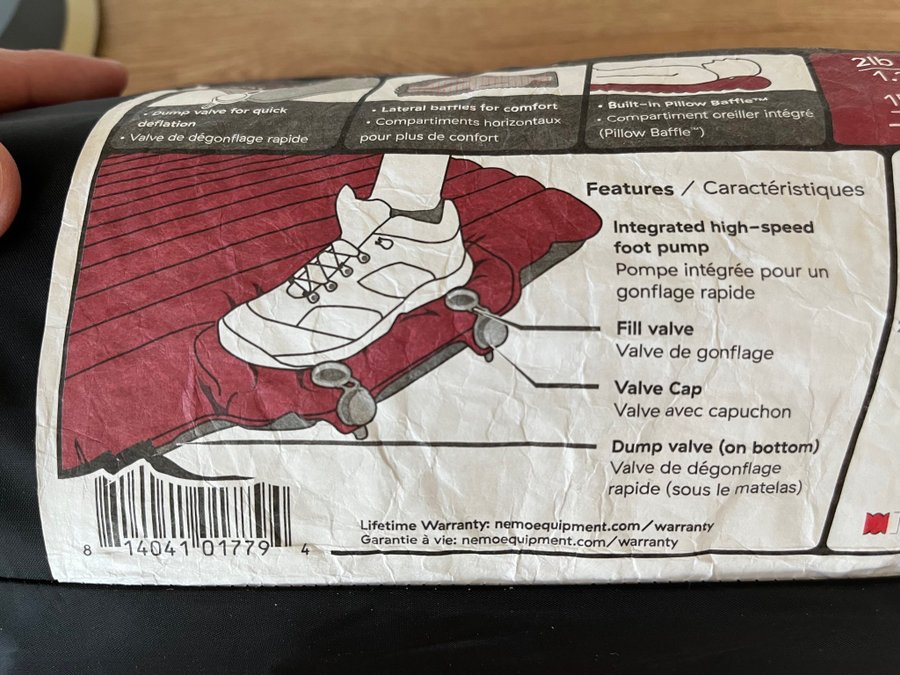 • Dump valve for quick
deflation
• Valve de dégonflage rapide
• Lateral baffles for comfort
• Compartiments horizontaux
pour plus de confort
• Built-in Pillow Baffle™
• Compartiment oreiller intégré
(Pillow Baffle™)
2lb
Features / Caractéristiques
Integrated high-speed
foot pump
Pompe intégrée pour un
gonflage rapide
Fill valve
Valve de gonflage
Valve Cap
Valve avec capuchon
Dump valve (on bottom)
Valve de dégonflage
rapide (sous le matelas)
Lifetime Warranty: nemoequipment.com/warranty
Garantie à vie: nemoequipment.com/warranty
8 14041 01779 4